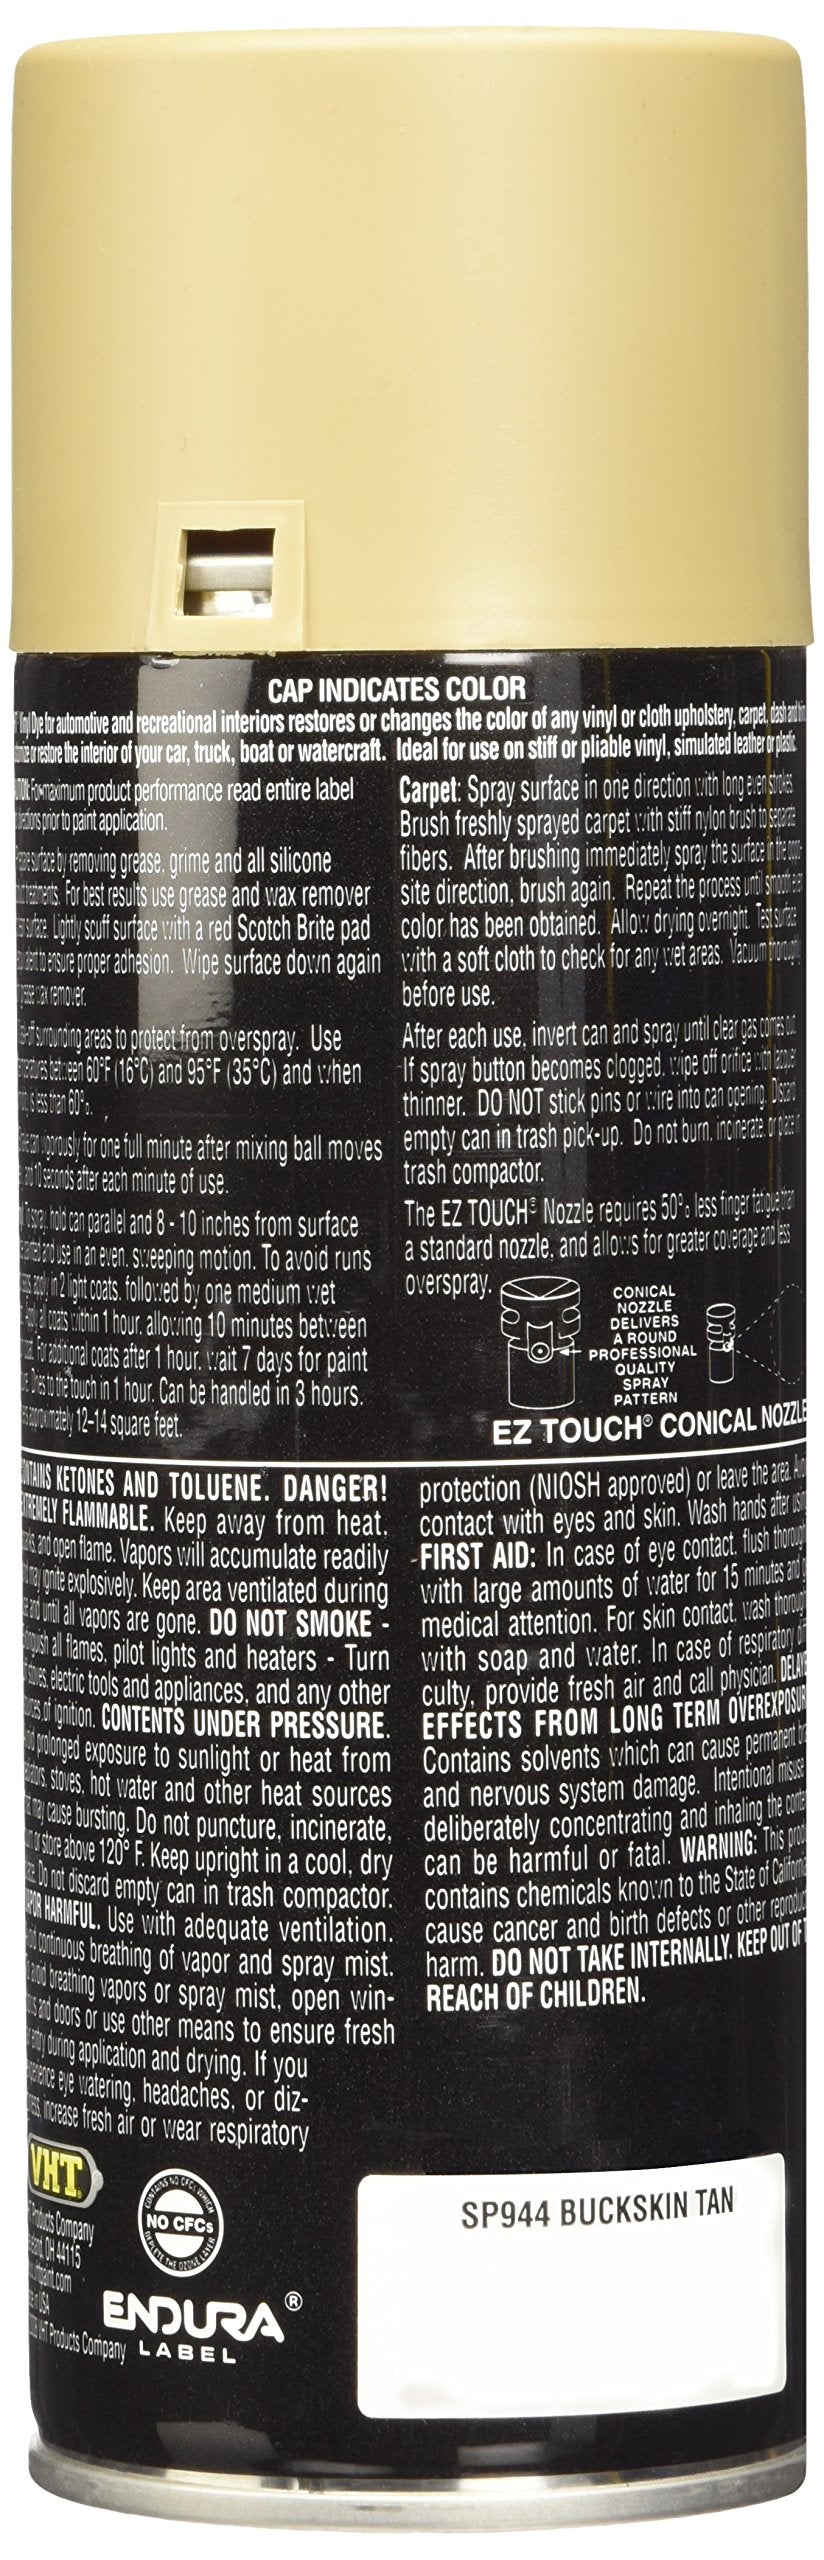 CAP INDICATES COLOR
Vinyl Dye for automotive and recreational interiors restores or changes the color of any vinyl or cloth upholstery, carpet, dash and
or restore the interior of your car, truck, boat or watercraft. Ideal for use on stiff or pliable vinyl, simulated leather or plastic.
For maximum product performance read entire label
directions prior to paint application.
surface by removing grease, grime and all silicone
treatments. For best results use grease and wax remover
surface. Lightly scuff surface with a red Scotch Brite pad
to ensure proper adhesion. Wipe surface down again
wax remover.
surrounding areas to protect from overspray. Use
between 60°F (16°C) and 95°F (35°C) and when
is less than 60%.
can vigorously for one full minute after mixing ball moves
10 seconds after each minute of use.
hold can parallel and 8 - 10 inches from surface
and use in an even, sweeping motion. To avoid runs
apply in 2 light coats, followed by one medium wet
all coats within 1 hour, allowing 10 minutes between
For additional coats after 1 hour, wait 7 days for paint
Dries to the touch in 1 hour. Can be handled in 3 hours.
approximately 12-14 square feet.
Carpet: Spray surface in one direction with long even strokes.
Brush freshly sprayed carpet with stiff nylon brush to separate
fibers. After brushing immediately spray the surface in the oppo-
site direction, brush again. Repeat the process until smooth even
color has been obtained. Allow drying overnight. Test surface
with a soft cloth to check for any wet areas. Vacuum thoroughly
before use.
After each use, invert can and spray until clear gas comes out.
If spray button becomes clogged, wipe off orifice with lacquer
thinner. DO NOT stick pins or wire into can opening. Discard
empty can in trash pick-up. Do not burn, incinerate, or place in
trash compactor.
The EZ TOUCH® Nozzle requires 50% less finger fatigue than
a standard nozzle, and allows for greater coverage and less
overspray.
CONICAL
NOZZLE
DELIVERS
A ROUND
PROFESSIONAL
QUALITY
SPRAY
PATTERN
EZ TOUCH® CONICAL NOZZLE
CONTAINS KETONES AND TOLUENE. DANGER!
EXTREMELY FLAMMABLE. Keep away from heat,
and open flame. Vapors will accumulate readily
may ignite explosively. Keep area ventilated during
and until all vapors are gone. DO NOT SMOKE -
all flames, pilot lights and heaters - Turn
stoves, electric tools and appliances, and any other
of ignition. CONTENTS UNDER PRESSURE.
prolonged exposure to sunlight or heat from
stoves, hot water and other heat sources
may cause bursting. Do not puncture, incinerate,
or store above 120° F. Keep upright in a cool, dry
Do not discard empty can in trash compactor.
VAPOR HARMFUL. Use with adequate ventilation.
continuous breathing of vapor and spray mist.
avoid breathing vapors or spray mist, open win-
and doors or use other means to ensure fresh
entry during application and drying. If you
eye watering, headaches, or diz-
increase fresh air or wear respiratory
protection (NIOSH approved) or leave the area.
contact with eyes and skin. Wash hands after using
FIRST AID: In case of eye contact, flush thoroughly
with large amounts of water for 15 minutes and
medical attention. For skin contact, wash thoroughly
with soap and water. In case of respiratory diffi-
culty, provide fresh air and call physician. DELAYED
EFFECTS FROM LONG TERM OVEREXPOSURE
Contains solvents which can cause permanent
and nervous system damage. Intentional misuse
deliberately concentrating and inhaling the contents
can be harmful or fatal. WARNING: This product
contains chemicals known to the State of California
cause cancer and birth defects or other reproductive
harm. DO NOT TAKE INTERNALLY. KEEP OUT OF
REACH OF CHILDREN.
VHT
Products Company
OH 44115
USA
VHT Products Company
CONTAINS NO CFCs WHICH
NO CFCs
DEPLETE THE OZONE LAYER
ENDURA®
LABEL
SP944 BUCKSKIN TAN